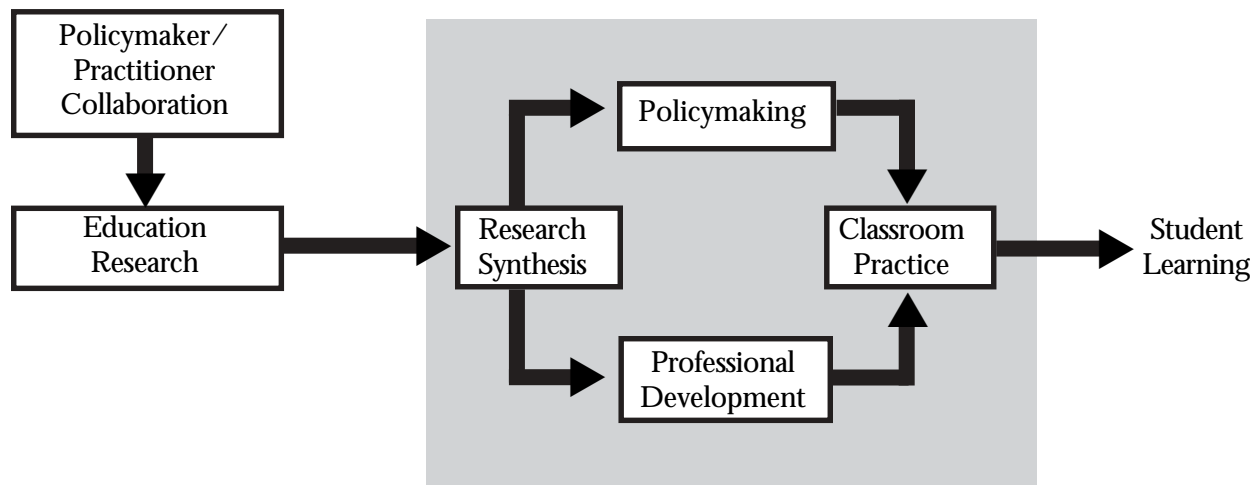 Policymaker/
Practitioner
Collaboration
Education
Research
Research
Synthesis
Policymaking
Professional
Development
Classroom
Practice
Student
Learning